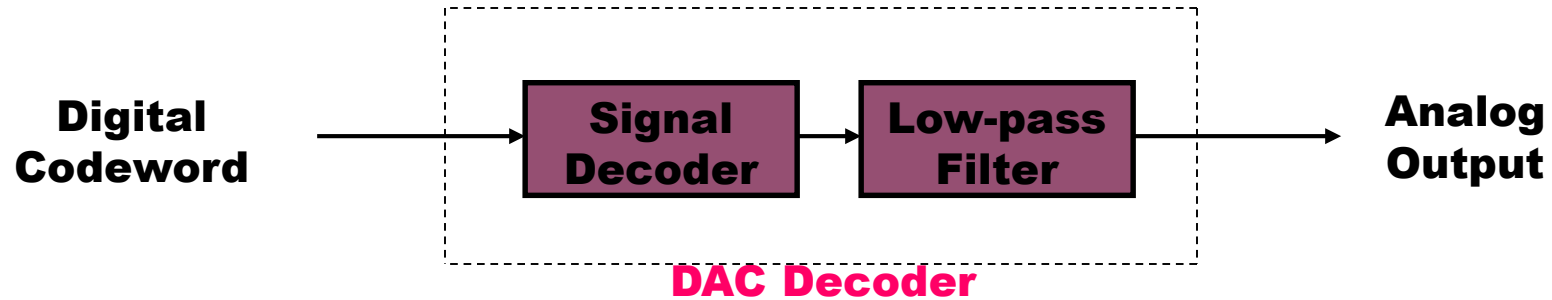 Digital
Codeword
Signal
Decoder
Low-pass
Filter
Analog
Output
DAC Decoder